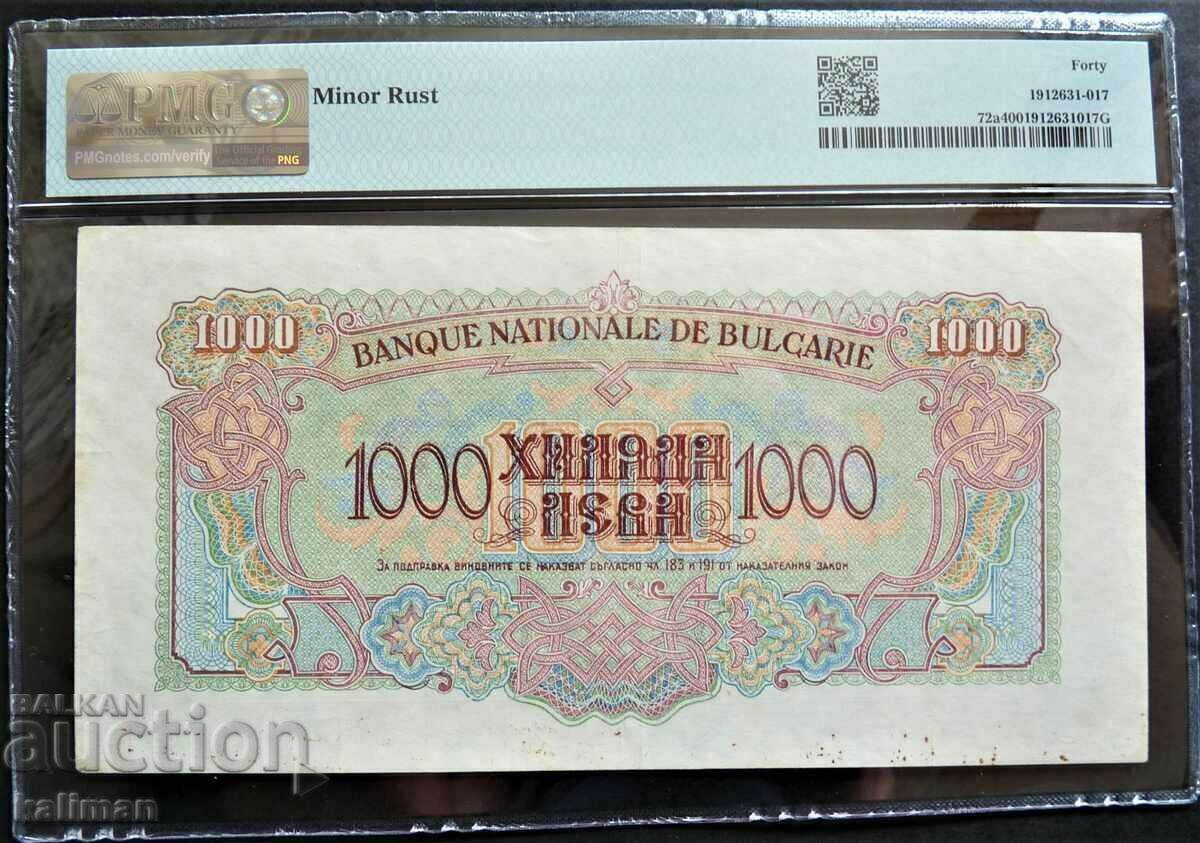 PMG
PAPER MONEY GUARANTY
PMGnotes.com/verify
The Official Grading
Service of the PNG
Minor Rust
Forty
1912631-017
72a4001912631017G
1000
BANQUE NATIONALE DE BULGARIE
1000
1000
ХИЛЯДИ
ЛЕВА
1000
1000
За подправка виновните се наказват съгласно чл. 183 и 191 от наказателния закон
BALKAN
auction
kaliman